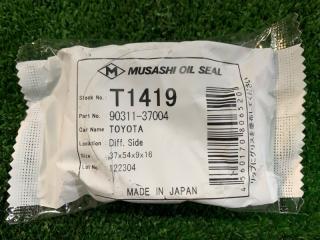 M MUSASHI OIL SEAL
Stock No. T1419
Part No. 90311-37004
Car Name TOYOTA
Location Diff. Side
Size 37x54x9x16
Lot No. 122304
MADE IN JAPAN
4560170806520